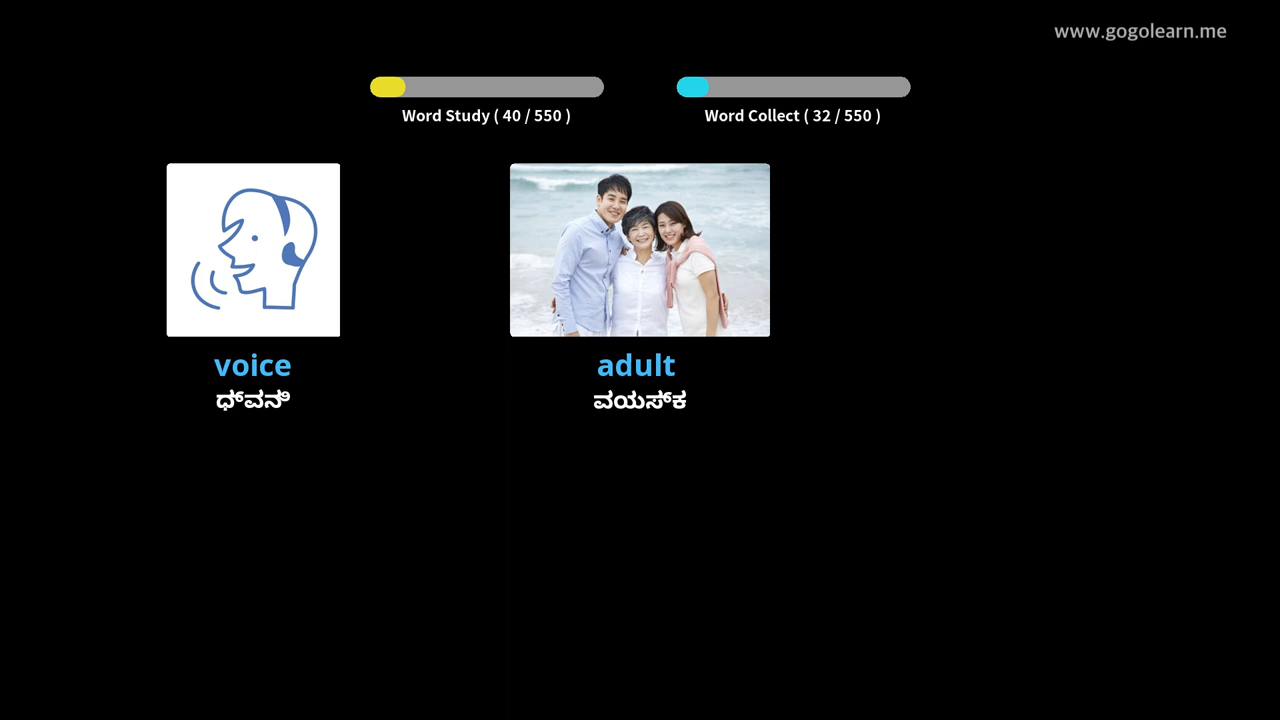 www.gogolearn.me
Word Study ( 40 / 550 )
Word Collect ( 32 / 550 )
voice
ಧ್‌ವನಿ
adult
ವಯಸ್‌ಕ